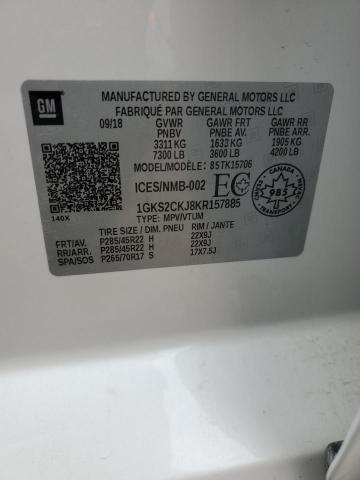 GM
MANUFACTURED BY GENERAL MOTORS LLC
FABRIQUÉ PAR GENERAL MOTORS LLC
09/18 GVWR GAWR FRT GAWR RR
PNBV PNBE AV. PNBE ARR.
3311 KG 1633 KG 1905 KG
7300 LB 3600 LB 4200 LB
MODEL/MODÈLE: 85TK15706
ICES/NMB-002 EC
CANADA
985
140X
1GKS2CKJ8KR157885
TYPE: MPV/VTUM
TIRE SIZE / DIM. PNEU RIM / JANTE
FRT/AV. P285/45R22 H 22X9J
RR/ARR. P285/45R22 H 22X9J
SPA/SOS P265/70R17 S 17X7.5J